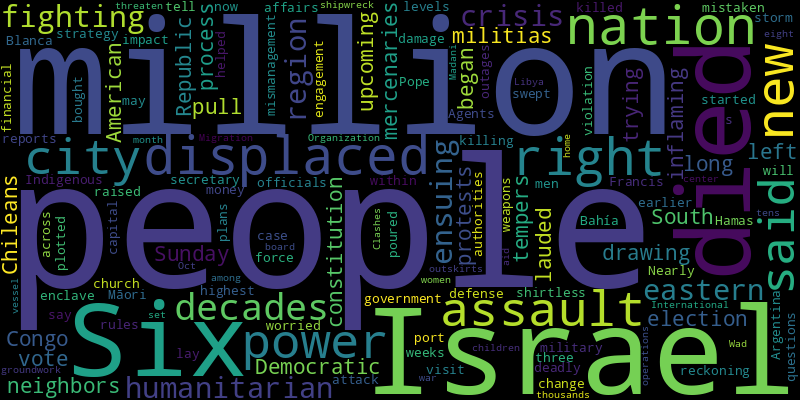 million
people
Israel
Six
died
new
nation
said
right
displaced
city
assault
power
decades
humanitarian
eastern
fighting
crisis
militias
region
American
Republic
process
pull
upcoming
mercenaries
began
ensuing
protests
tempers
lauded
drawing
election
inflaming
trying
long
left
South
neighbors
Democratic
Congo
vote
constitution
Sunday
Chileans
threaten
tell
now
affairs
shipwreck
levels
killed
mistaken
storm
eight
Blanca
strategy
impact
helped
mismanagement
engagement
damage
Pope
financial
bought
may
Madani
outages
Libya
swept
Agents
violation
started
is
reports
month
Migration
Organization
killing
home
will
Indigenous
secretary
officials
within
authorities
weapons
men
Francis
center
earlier
tens
raised
money
capital
plans
across
plotted
case
board
force
Clashes
poured
Bahía
Hamas
Nearly
Oct
among
highest
outskirts
women
aid
church
enclave
Māori
vessel
say
rules
set
worried
government
defense
shirtless
port
weeks
International
Wad
Argentina
questions
lay
attack
visit
war
children
three
military
deadly
change
thousands
operations
reckoning
groundwork